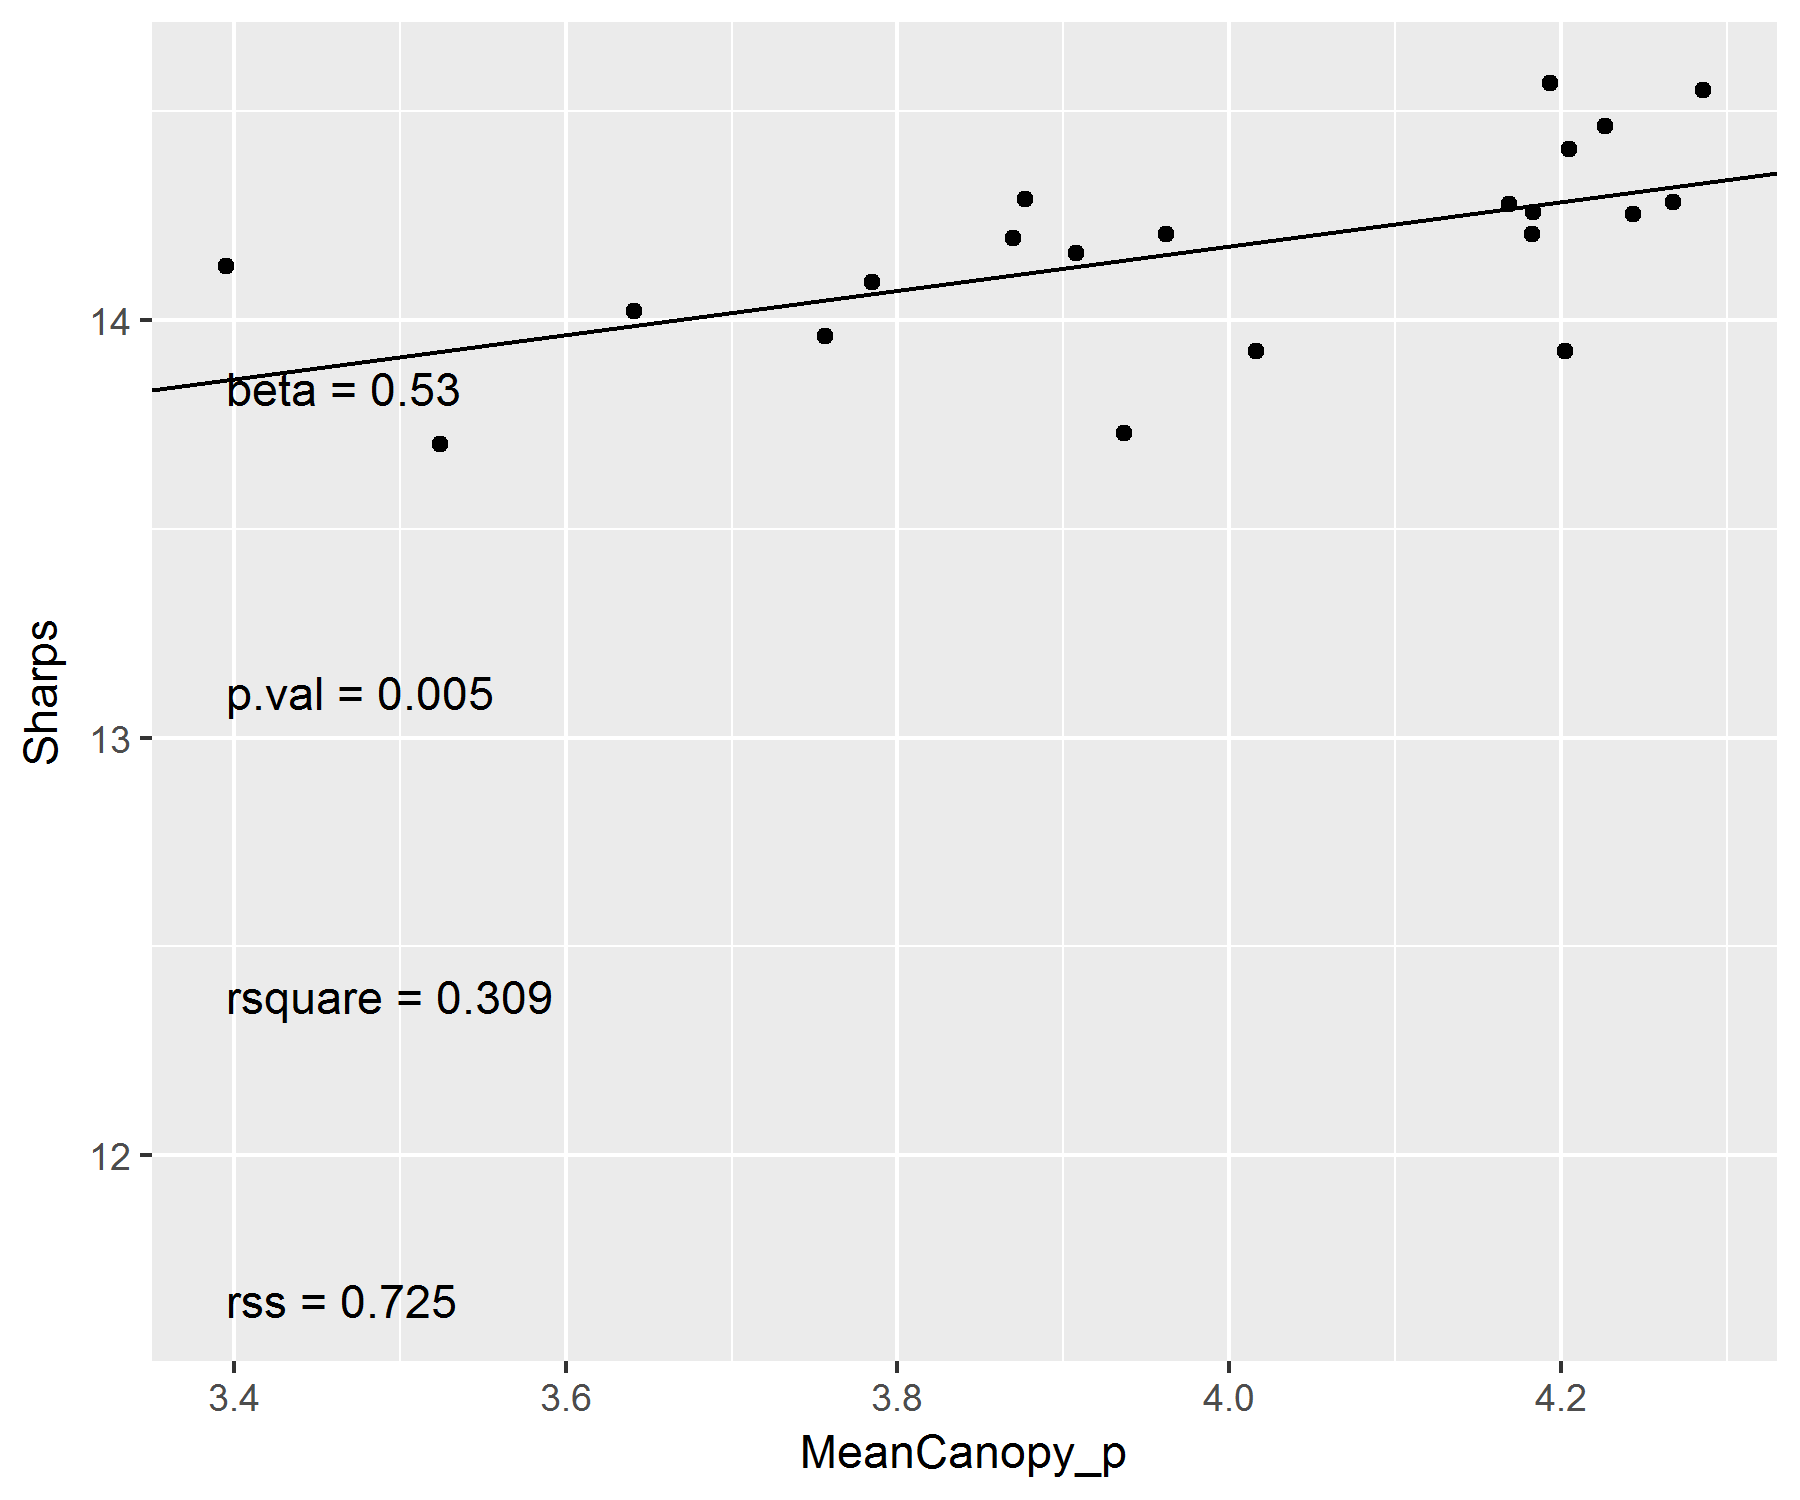 14
13
12
Sharps
beta = 0.53
p.val = 0.005
rsquare = 0.309
rss = 0.725
3.4 3.6 3.8 4.0 4.2
MeanCanopy_p